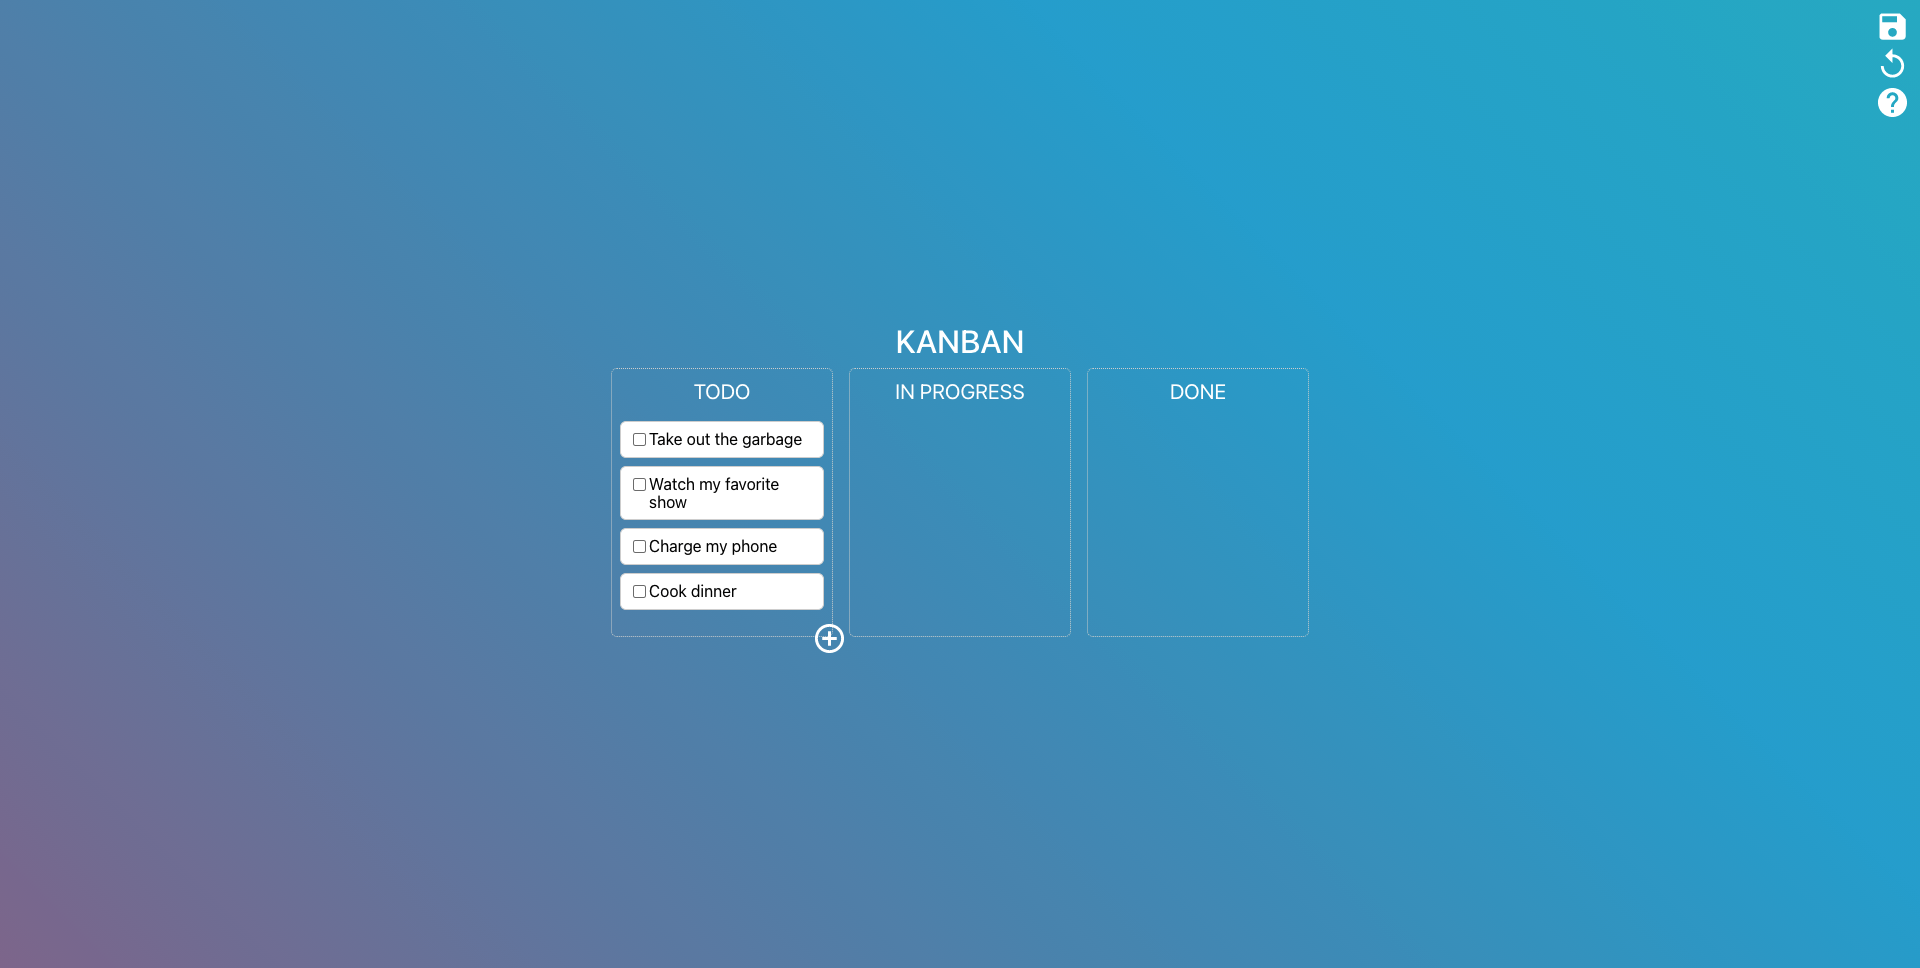 KANBAN
TODO
Take out the garbage
Watch my favorite
show
Charge my phone
Cook dinner
IN PROGRESS
DONE